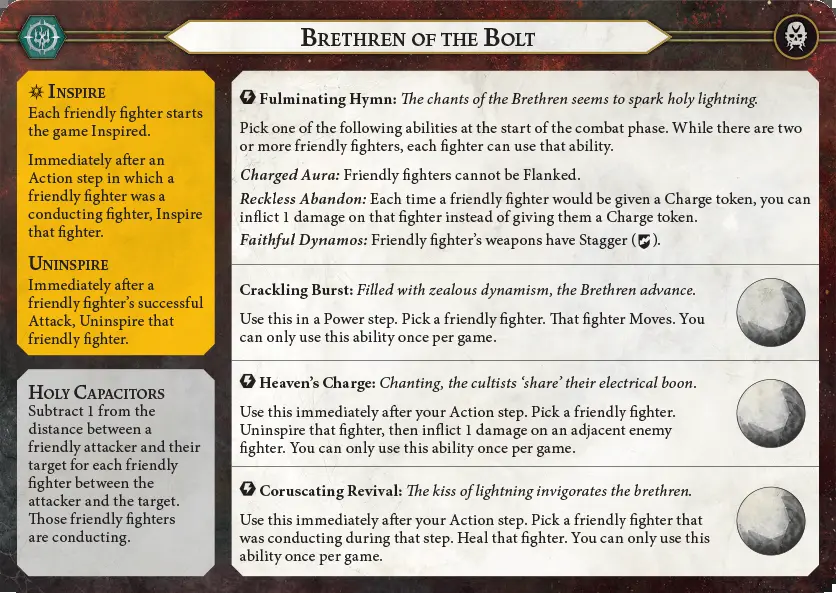 Brethren of the Bolt
Inspire
Each friendly fighter starts
the game Inspired.
Immediately after an
Action step in which a
friendly fighter was a
conducting fighter, Inspire
that fighter.
Uninspire
Immediately after a
friendly fighter's successful
Attack, Uninspire that
friendly fighter.
Holy Capacitors
Subtract 1 from the
distance between a
friendly attacker and their
target for each friendly
fighter between the
attacker and the target.
Those friendly fighters
are conducting.
Fulminating Hymn: The chants of the Brethren seems to spark holy lightning.
Pick one of the following abilities at the start of the combat phase. While there are two
or more friendly fighters, each fighter can use that ability.
Charged Aura: Friendly fighters cannot be Flanked.
Reckless Abandon: Each time a friendly fighter would be given a Charge token, you can
inflict 1 damage on that fighter instead of giving them a Charge token.
Faithful Dynamos: Friendly fighter's weapons have Stagger ( ).
Crackling Burst: Filled with zealous dynamism, the Brethren advance.
Use this in a Power step. Pick a friendly fighter. That fighter Moves. You
can only use this ability once per game.
Heaven's Charge: Chanting, the cultists 'share' their electrical boon.
Use this immediately after your Action step. Pick a friendly fighter.
Uninspire that fighter, then inflict 1 damage on an adjacent enemy
fighter. You can only use this ability once per game.
Coruscating Revival: The kiss of lightning invigorates the brethren.
Use this immediately after your Action step. Pick a friendly fighter that
was conducting during that step. Heal that fighter. You can only use this
ability once per game.